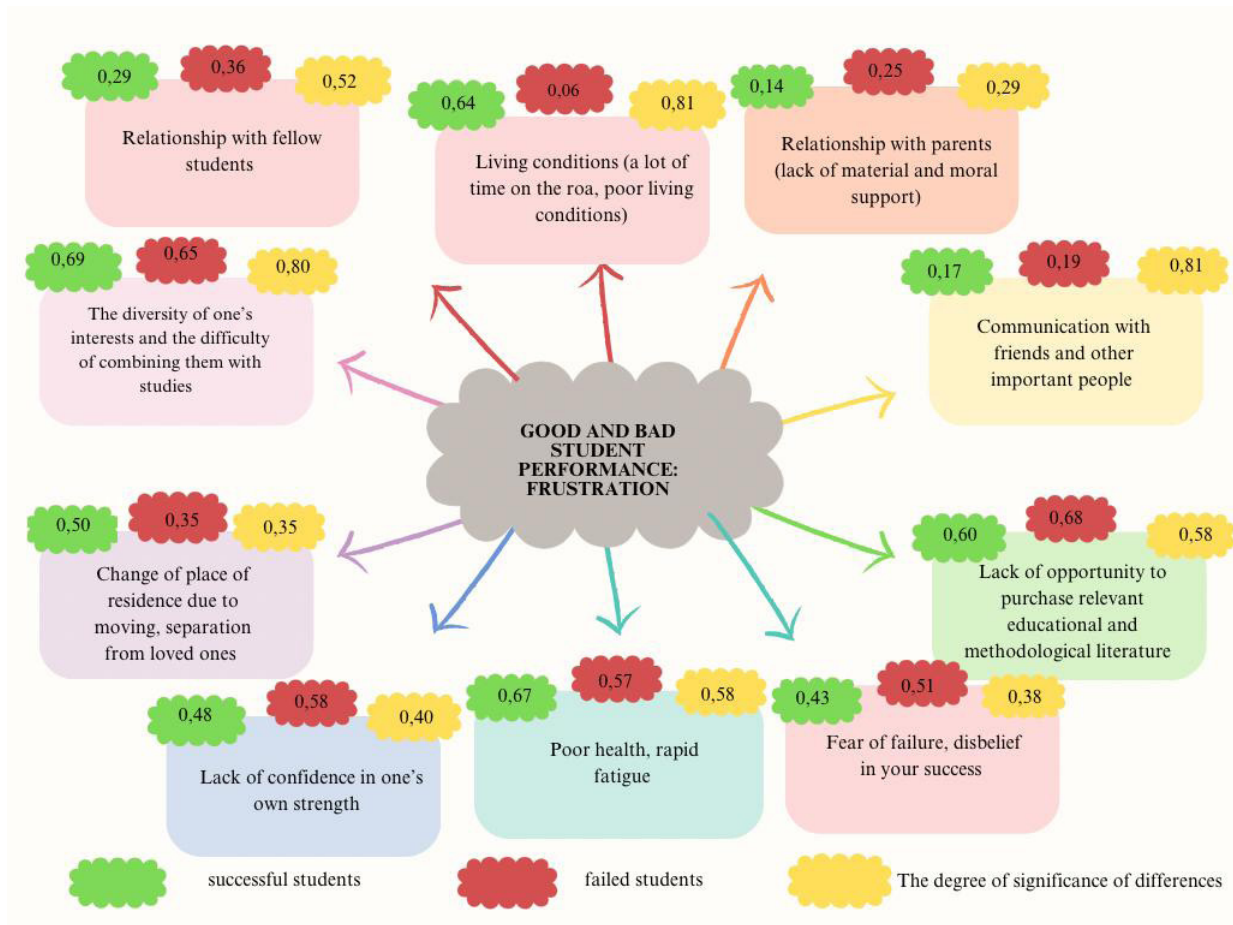 0,29
0,36
0,52
Relationship with fellow
students
0,64
0,06
0,81
Living conditions (a lot of
time on the roa, poor living
conditions)
0,14
0,25
0,29
Relationship with parents
(lack of material and moral
support)
0,69
0,65
0,80
The diversity of one's
interests and the difficulty
of combining them with
studies
0,17
0,19
0,81
Communication with
friends and other
important people
GOOD AND BAD
STUDENT
PERFORMANCE:
FRUSTRATION
0,50
0,35
0,35
Change of place of
residence due to
moving, separation
from loved ones
0,60
0,68
0,58
Lack of opportunity to
purchase relevant
educational and
methodological literature
0,48
0,58
0,40
Lack of confidence in one's
own strength
0,67
0,57
0,58
Poor health, rapid
fatigue
0,43
0,51
0,38
Fear of failure, disbelief
in your success
successful students
failed students
The degree of significance of differences